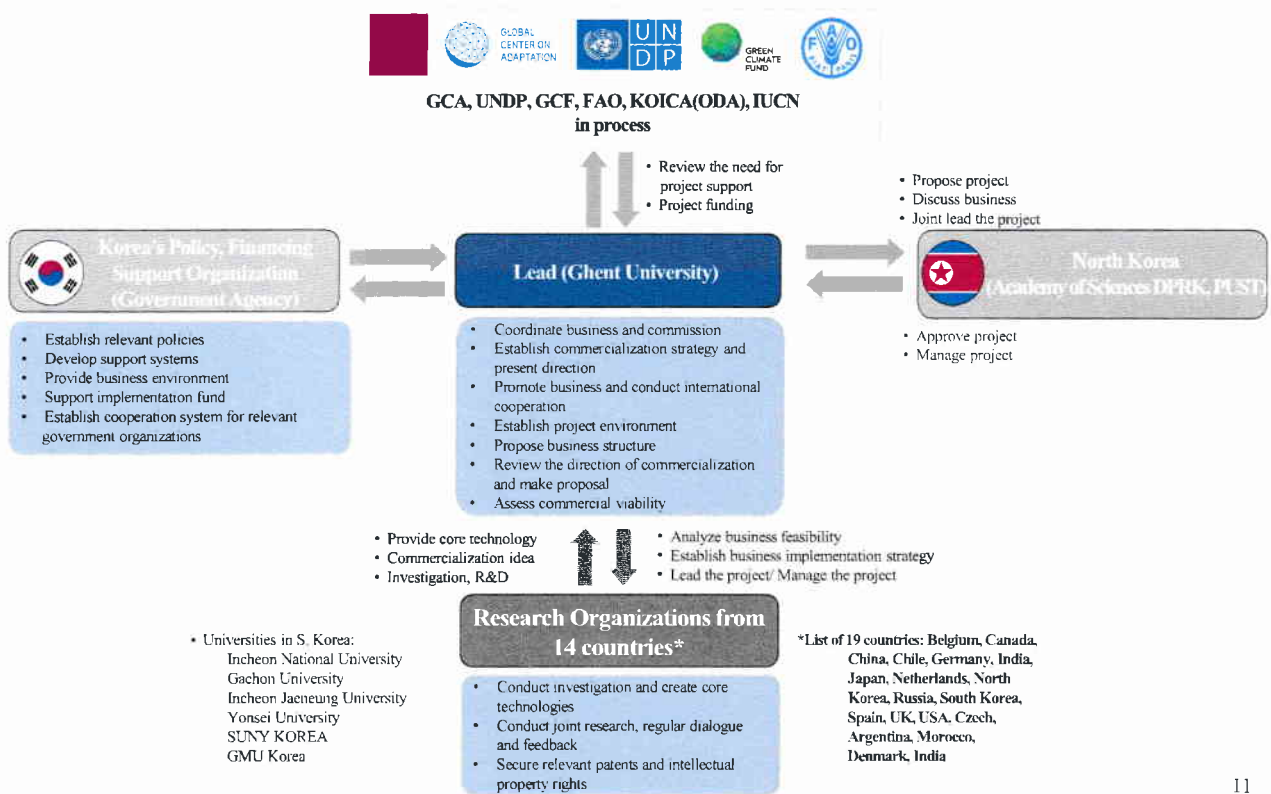 GLOBAL
CENTER ON
ADAPTATION
U N
D P
GREEN
CLIMATE
FUND
F A O
FIAT PANIS
GCA, UNDP, GCF, FAO, KOICA(ODA), IUCN
in process
• Review the need for
project support
• Project funding
• Propose project
• Discuss business
• Joint lead the project
Korea's Policy, Financing
Support Organization
(Government Agency)
Lead (Ghent University)
North Korea
(Academy of Sciences DPRK, PUST)
• Establish relevant policies
• Develop support systems
• Provide business environment
• Support implementation fund
• Establish cooperation system for relevant
government organizations
• Coordinate business and commission
• Establish commercialization strategy and
present direction
• Promote business and conduct international
cooperation
• Establish project environment
• Propose business structure
• Review the direction of commercialization
and make proposal
• Assess commercial viability
• Approve project
• Manage project
• Provide core technology
• Commercialization idea
• Investigation, R&D
• Analyze business feasibility
• Establish business implementation strategy
• Lead the project/ Manage the project
Research Organizations from
14 countries*
• Universities in S. Korea:
Incheon National University
Gachon University
Incheon Jaeneung University
Yonsei University
SUNY KOREA
GMU Korea
• Conduct investigation and create core
technologies
• Conduct joint research, regular dialogue
and feedback
• Secure relevant patents and intellectual
property rights
*List of 19 countries: Belgium, Canada,
China, Chile, Germany, India,
Japan, Netherlands, North
Korea, Russia, South Korea,
Spain, UK, USA. Czech,
Argentina, Morocco,
Denmark, India
11